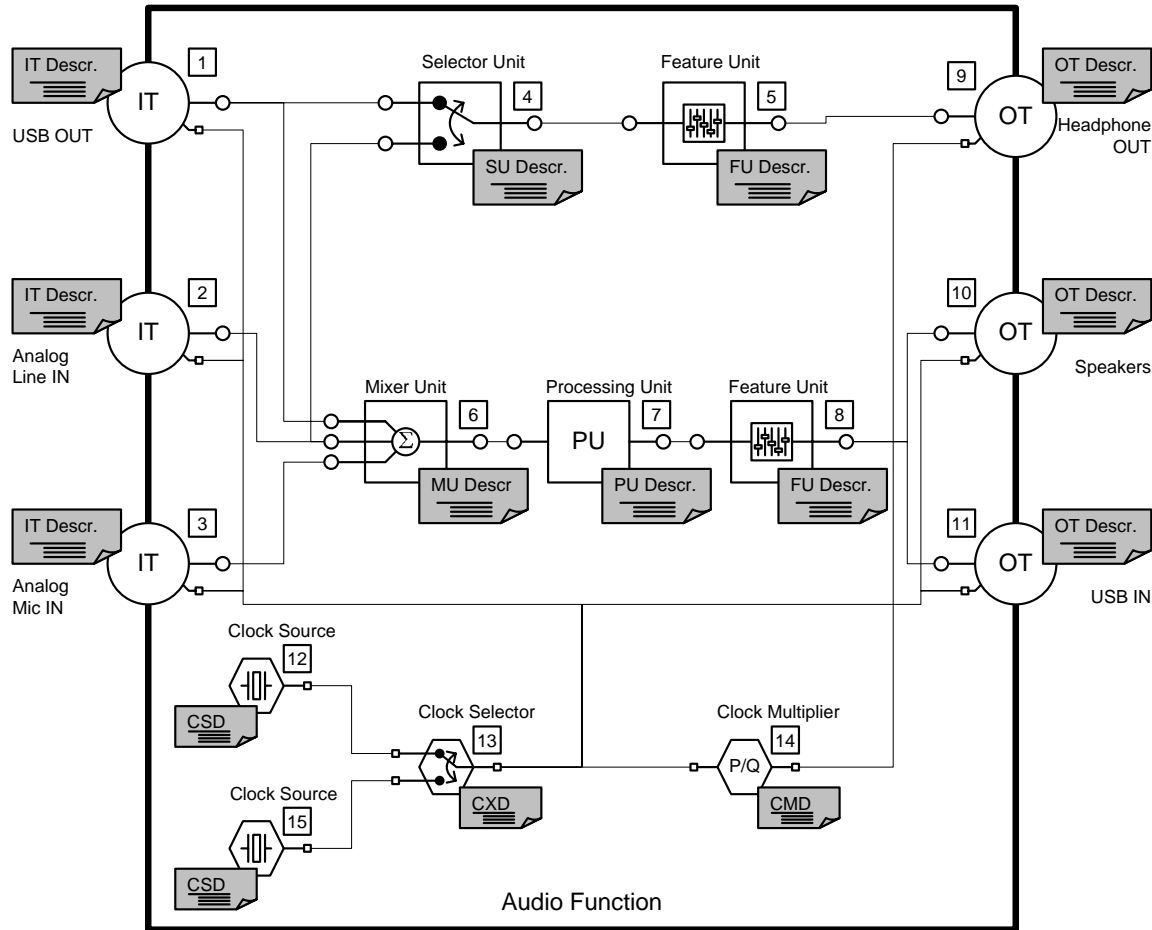 IT Descr.
1
IT
USB OUT
Selector Unit
4
SU Descr.
Feature Unit
5
FU Descr.
9
OT Descr.
OT
Headphone
OUT
IT Descr.
2
IT
Analog
Line IN
10
OT Descr.
OT
Speakers
Mixer Unit
6
Σ
MU Descr
Processing Unit
7
PU
PU Descr.
Feature Unit
8
FU Descr.
IT Descr.
3
IT
Analog
Mic IN
11
OT Descr.
OT
USB IN
Clock Source
12
CSD
Clock Selector
13
CXD
Clock Multiplier
14
P/Q
CMD
Clock Source
15
CSD
Audio Function